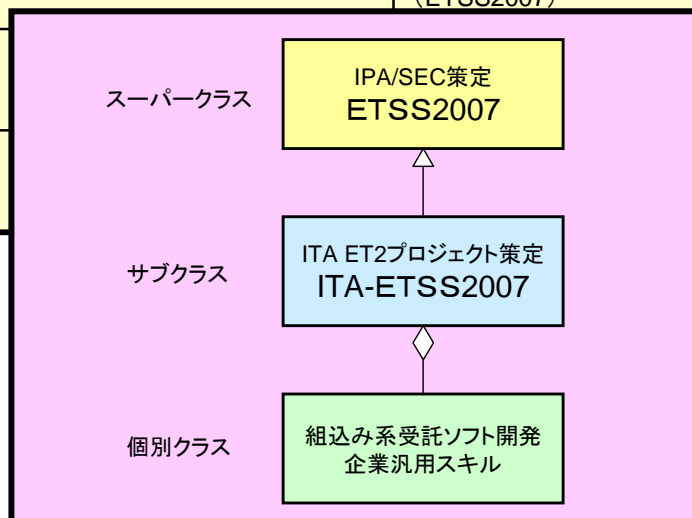 （ETSS2007）
スーパークラス
IPA/SEC策定
ETSS2007
サブクラス
ITA ET2プロジェクト策定
ITA-ETSS2007
個別クラス
組込み系受託ソフト開発
企業汎用スキル